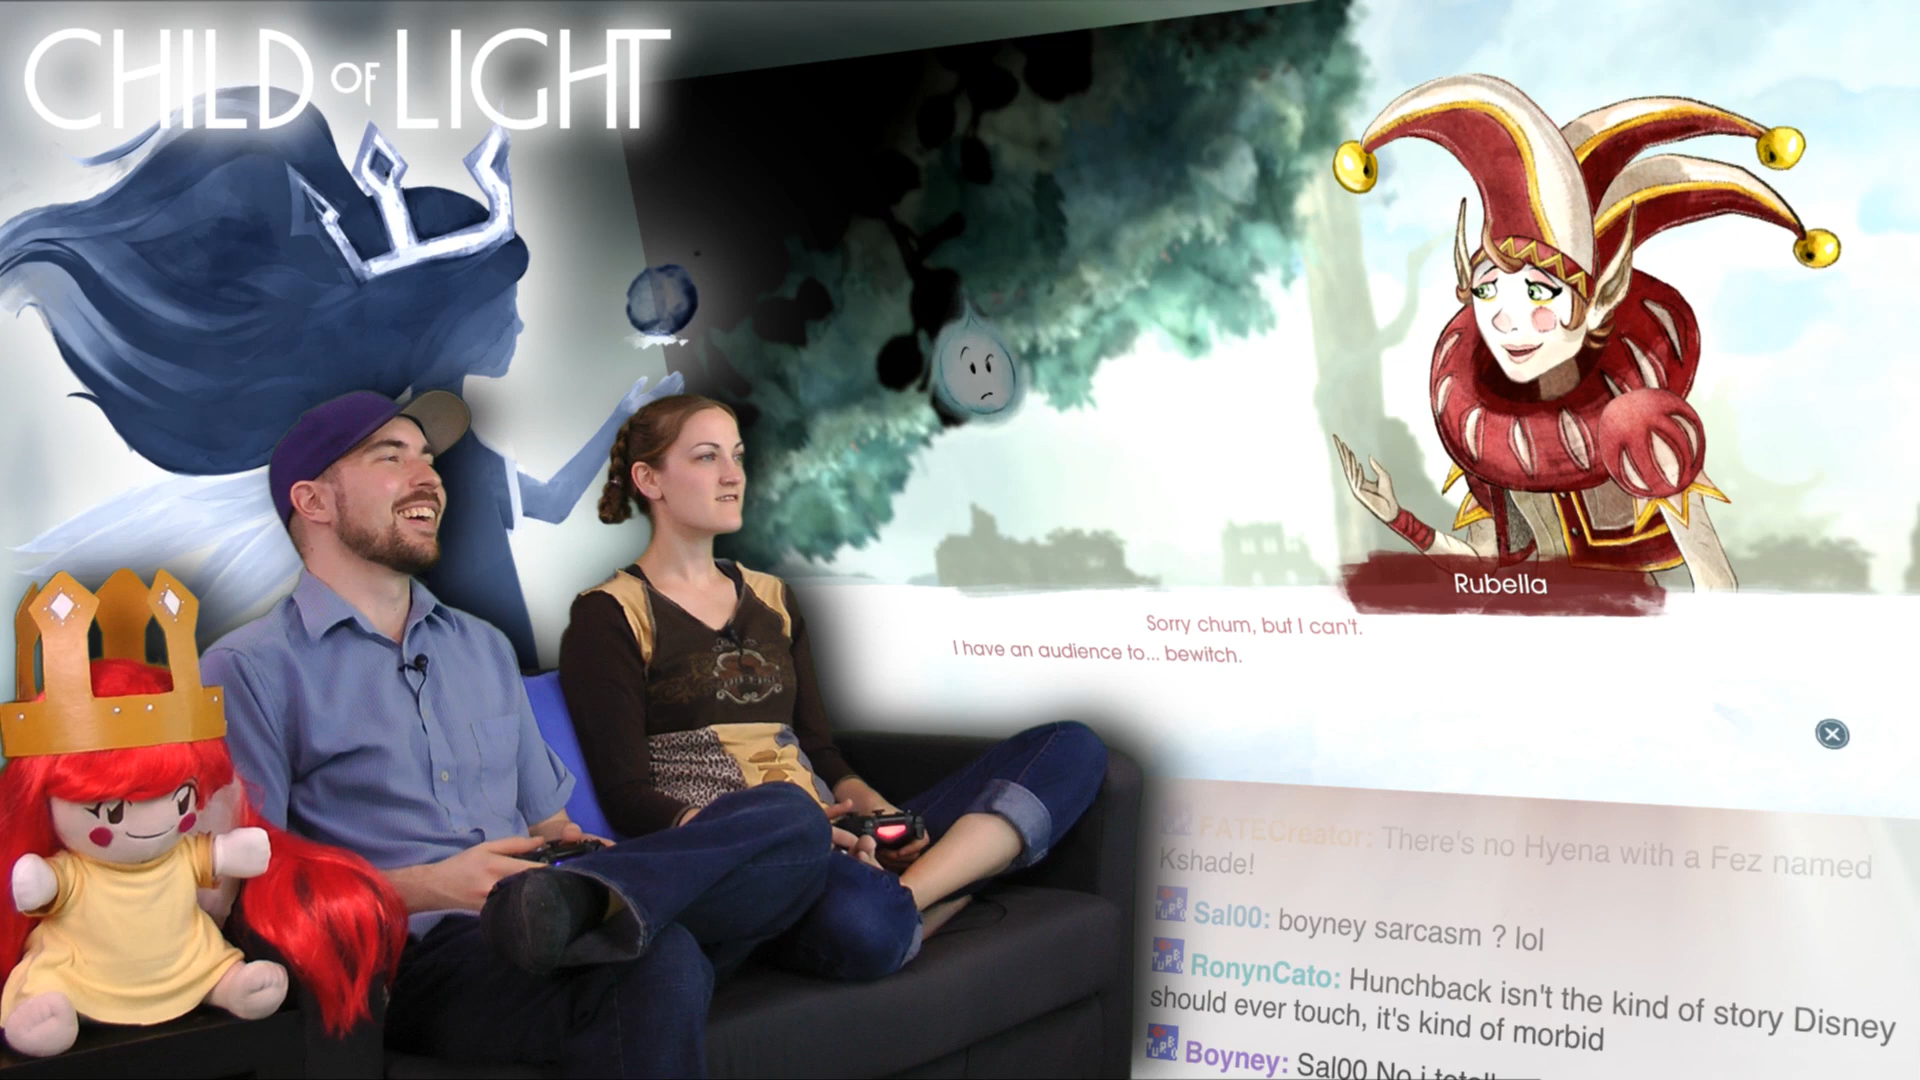 CHILD OF LIGHT
Rubella
Sorry chum, but I can't.
I have an audience to... bewitch.
FATECreator: There's no Hyena with a Fez named
Kshade!
Sal00: boyney sarcasm ? lol
RonynCato: Hunchback isn't the kind of story Disney
should ever touch, it's kind of morbid
Boyney: Sal00 No i